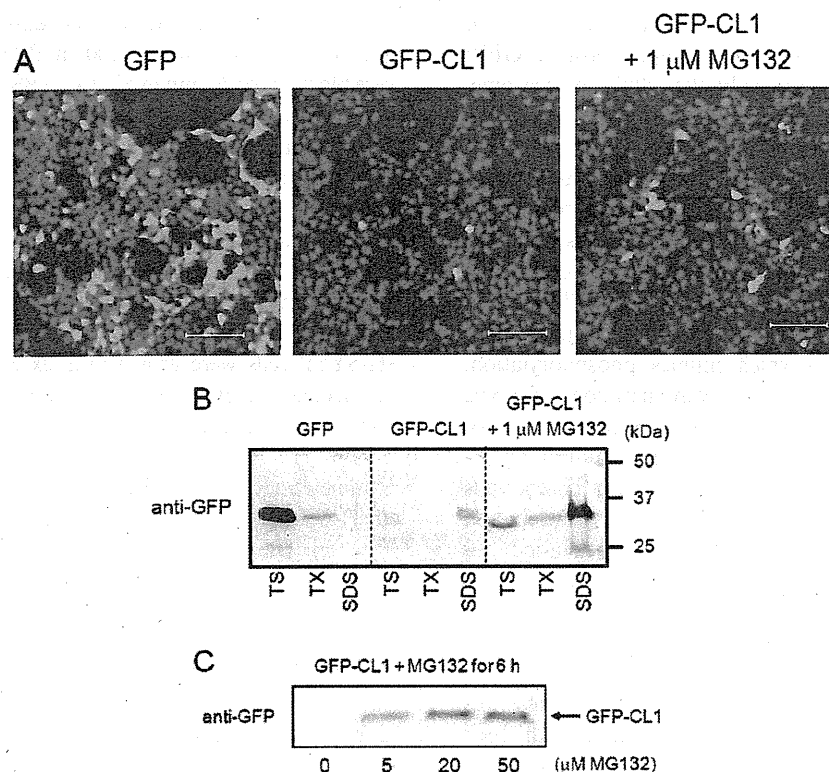 A
GFP
GFP-CL1
GFP-CL1
+ 1 μM MG132
B
GFP
GFP-CL1
GFP-CL1
+ 1 μM MG132
(kDa)
50
37
25
anti-GFP
TS
TX
SDS
TS
TX
SDS
TS
TX
SDS
C
GFP-CL1 + MG132 for 6 h
anti-GFP
GFP-CL1
0 5 20 50 (μM MG132)